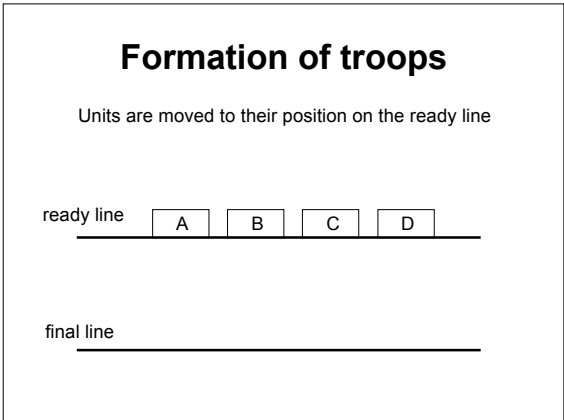 Formation of troops
Units are moved to their position on the ready line
ready line
A B C D
final line